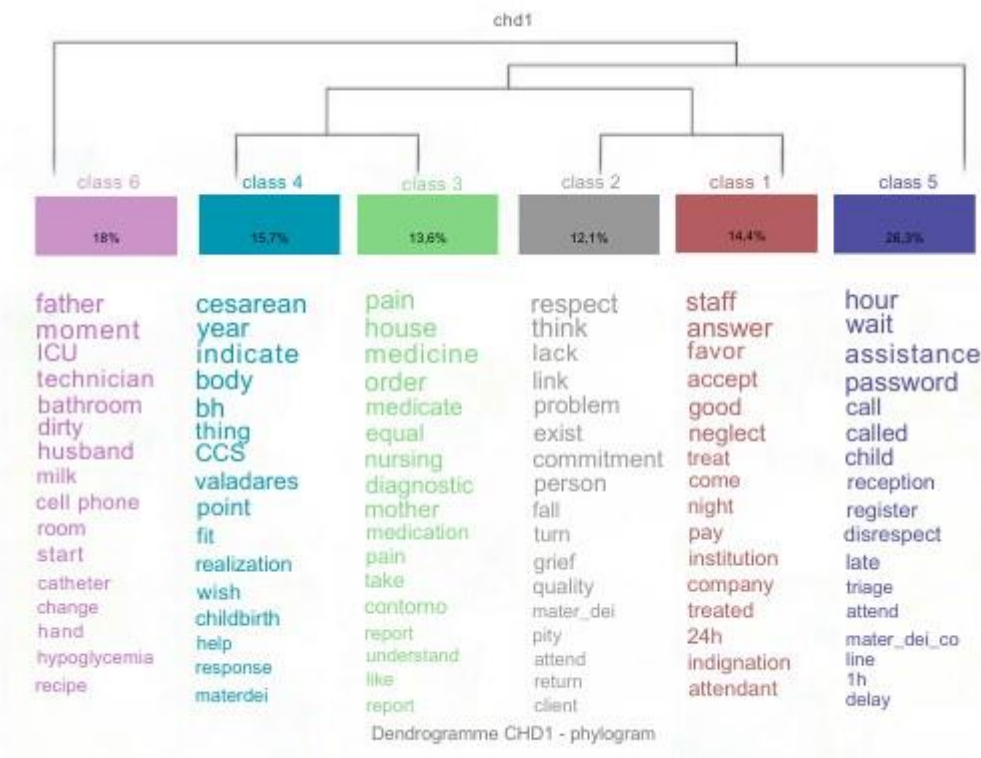 chd1
class 6
class 4
class 3
class 2
class 1
class 5
18%
15,7%
13,6%
12,1%
14,4%
26,3%
father
moment
ICU
technician
bathroom
dirty
husband
milk
cell phone
room
start
catheter
change
hand
hypoglycemia
recipe
cesarean
year
indicate
body
bh
thing
CCS
valadares
point
fit
realization
wish
childbirth
help
response
materdei
pain
house
medicine
order
medicate
equal
nursing
diagnostic
mother
medication
pain
take
contorno
report
understand
like
report
respect
think
lack
link
problem
exist
commitment
person
fall
turn
grief
quality
mater_dei
pity
attend
return
client
staff
answer
favor
accept
good
neglect
treat
come
night
pay
institution
company
treated
24h
indignation
attendant
hour
wait
assistance
password
call
called
child
reception
register
disrespect
late
triage
attend
mater_dei_co
line
1h
delay
Dendrogramme CHD1 - phylogram